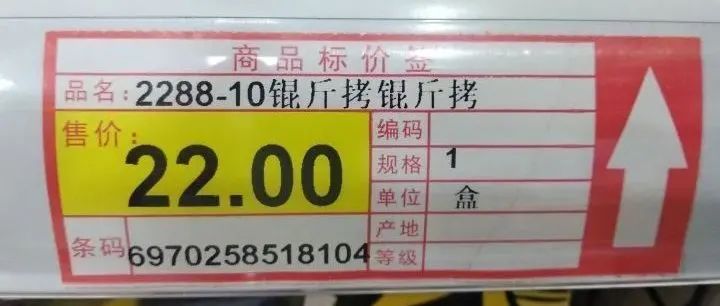 商品标价签
品名：2288-10锟斤拷锟斤拷
售价：
22.00
编码
规格 1
单位 盒
产地
条码 6970258518104
等级